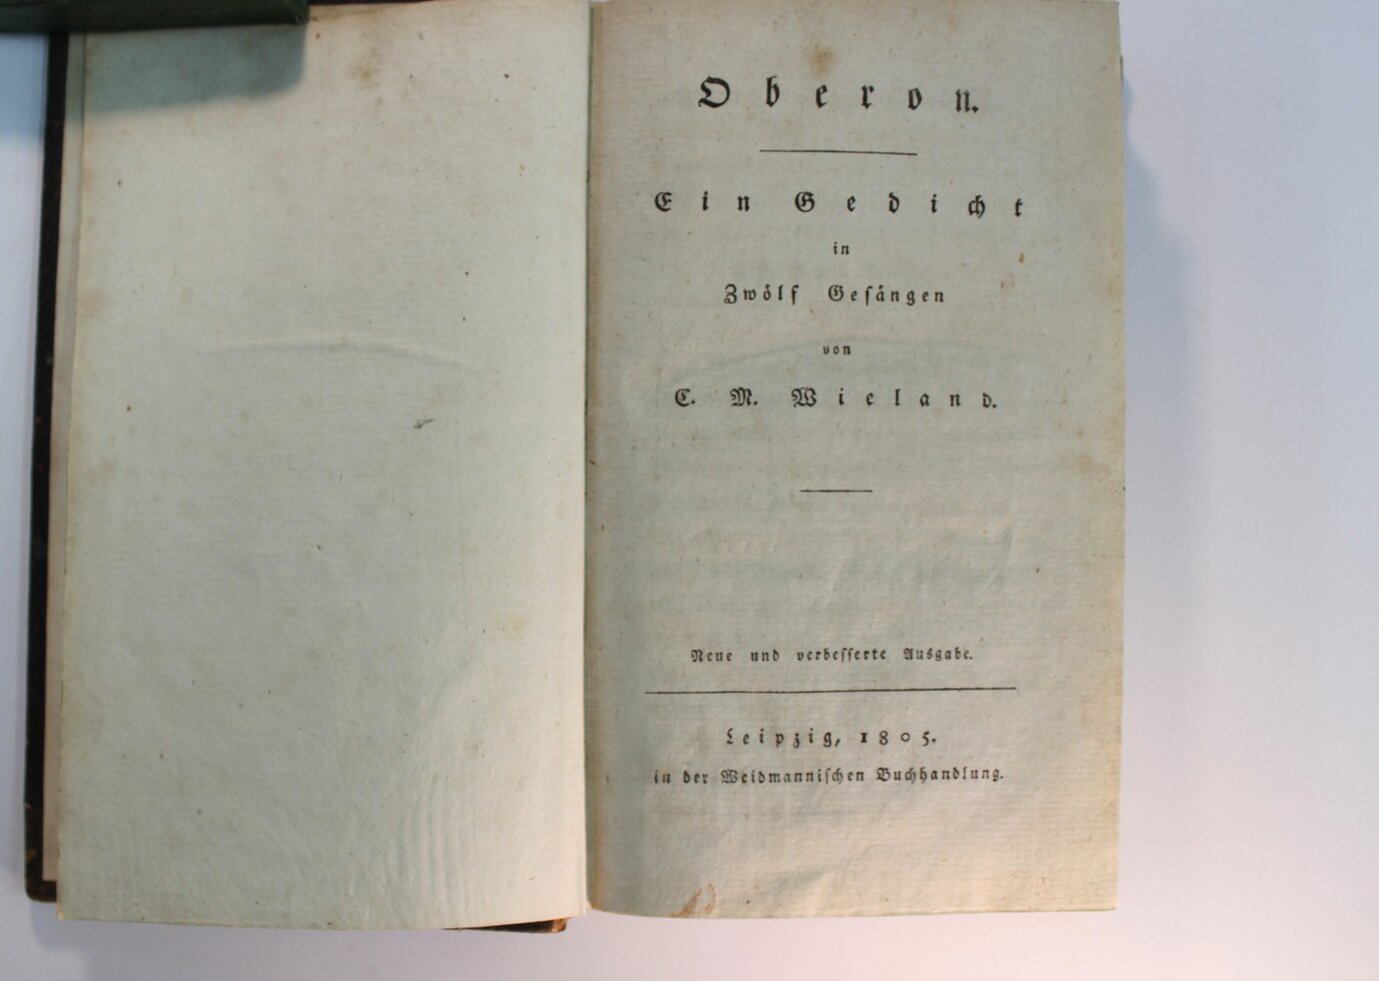 Oberon.
Ein Gedicht
in
Zwölf Geſängen
von
C. M. Wieland.
Neue und verbeſſerte Ausgabe.
Leipzig, 1805.
in der Weidmanniſchen Buchhandlung.